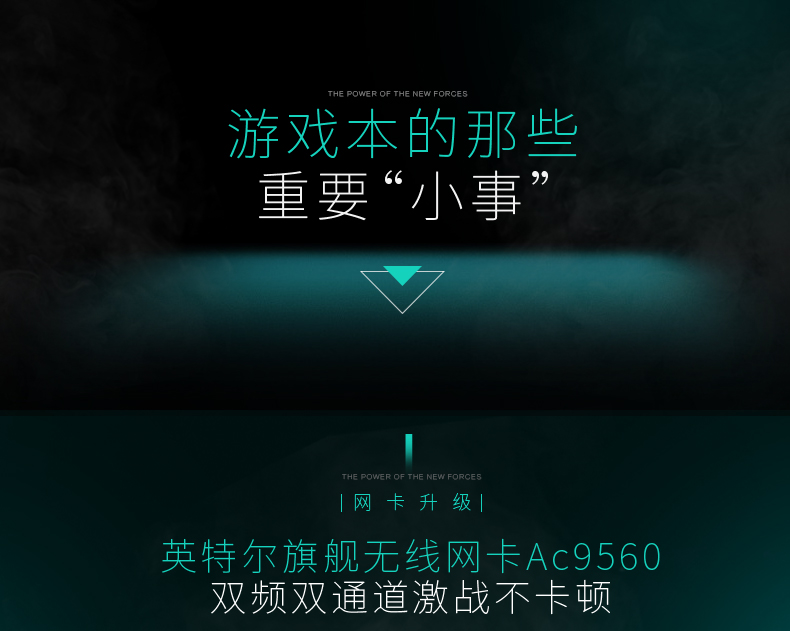 THE POWER OF THE NEW FORCES
游戏本的那些
重要“小事”
THE POWER OF THE NEW FORCES
|网卡升级|
英特尔旗舰无线网卡Ac9560
双频双通道激战不卡顿